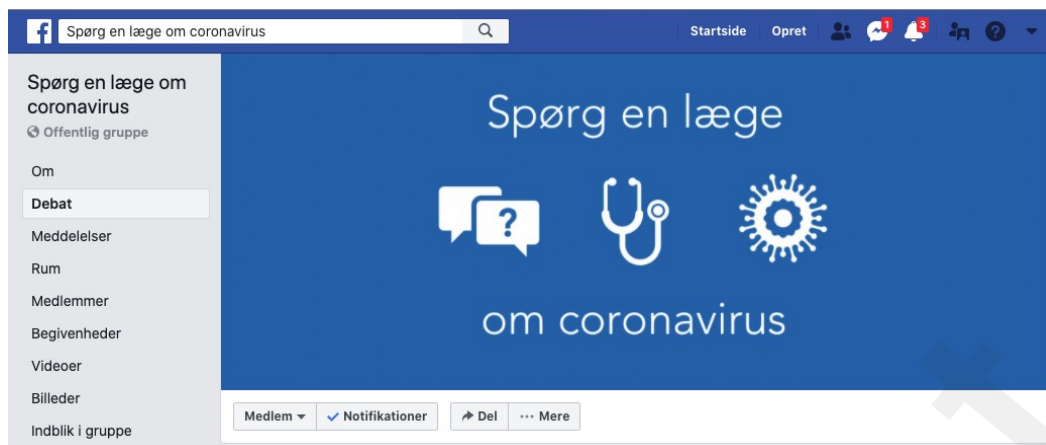 Spørg en læge om coronavirus
Startside
Opret
1
3
Spørg en læge om
coronavirus
Offentlig gruppe
Om
Debat
Meddelelser
Rum
Medlemmer
Begivenheder
Videoer
Billeder
Indblik i gruppe
Spørg en læge
?
om coronavirus
Medlem
Notifikationer
Del
Mere